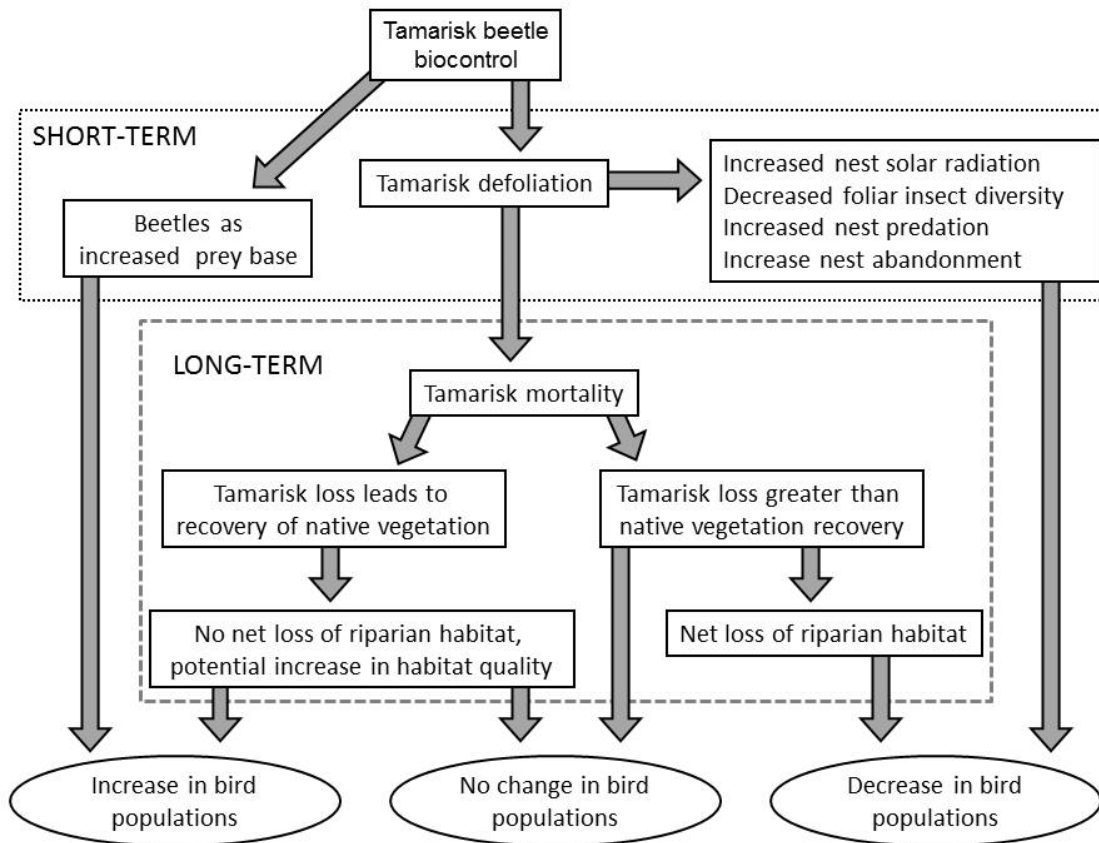 Tamarisk beetle
biocontrol
SHORT-TERM
Tamarisk defoliation
Increased nest solar radiation
Decreased foliar insect diversity
Increased nest predation
Increase nest abandonment
Beetles as
increased prey base
LONG-TERM
Tamarisk mortality
Tamarisk loss leads to
recovery of native vegetation
Tamarisk loss greater than
native vegetation recovery
No net loss of riparian habitat,
potential increase in habitat quality
Net loss of riparian habitat
Increase in bird
populations
No change in bird
populations
Decrease in bird
populations